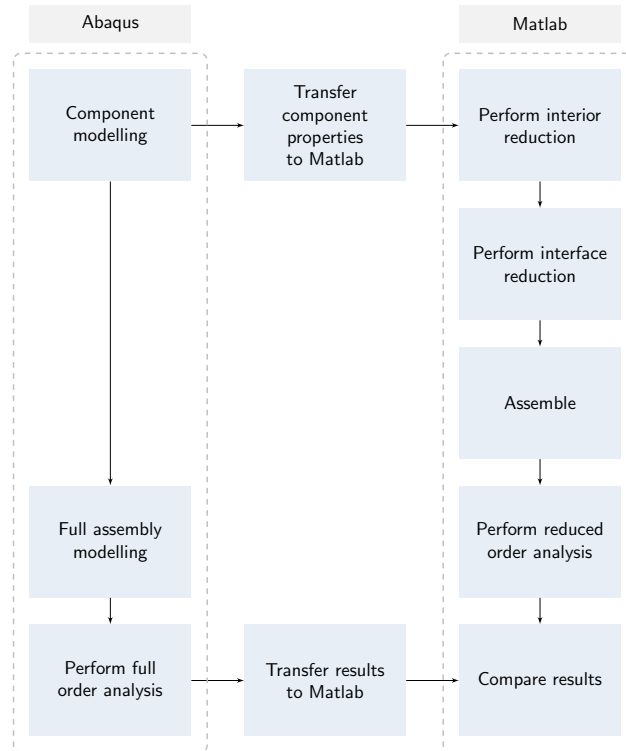 Abaqus
Matlab
Component
modelling
Transfer
component
properties
to Matlab
Perform interior
reduction
Perform interface
reduction
Assemble
Full assembly
modelling
Perform reduced
order analysis
Perform full
order analysis
Transfer results
to Matlab
Compare results